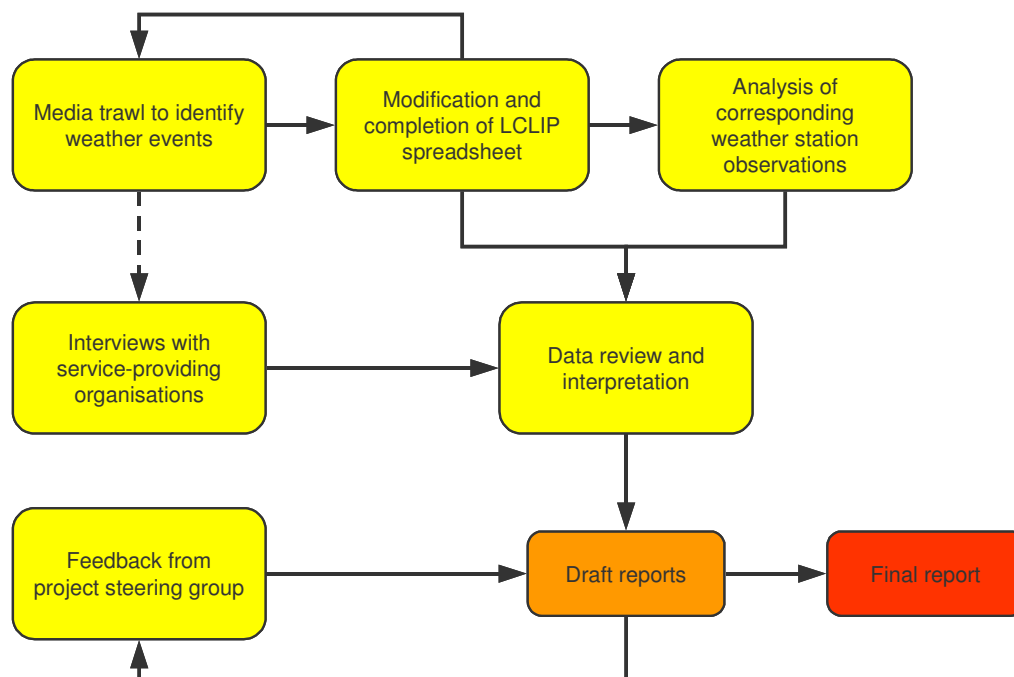 Media trawl to identify
weather events
Modification and
completion of LCLIP
spreadsheet
Analysis of
corresponding
weather station
observations
Interviews with
service-providing
organisations
Data review and
interpretation
Feedback from
project steering group
Draft reports
Final report